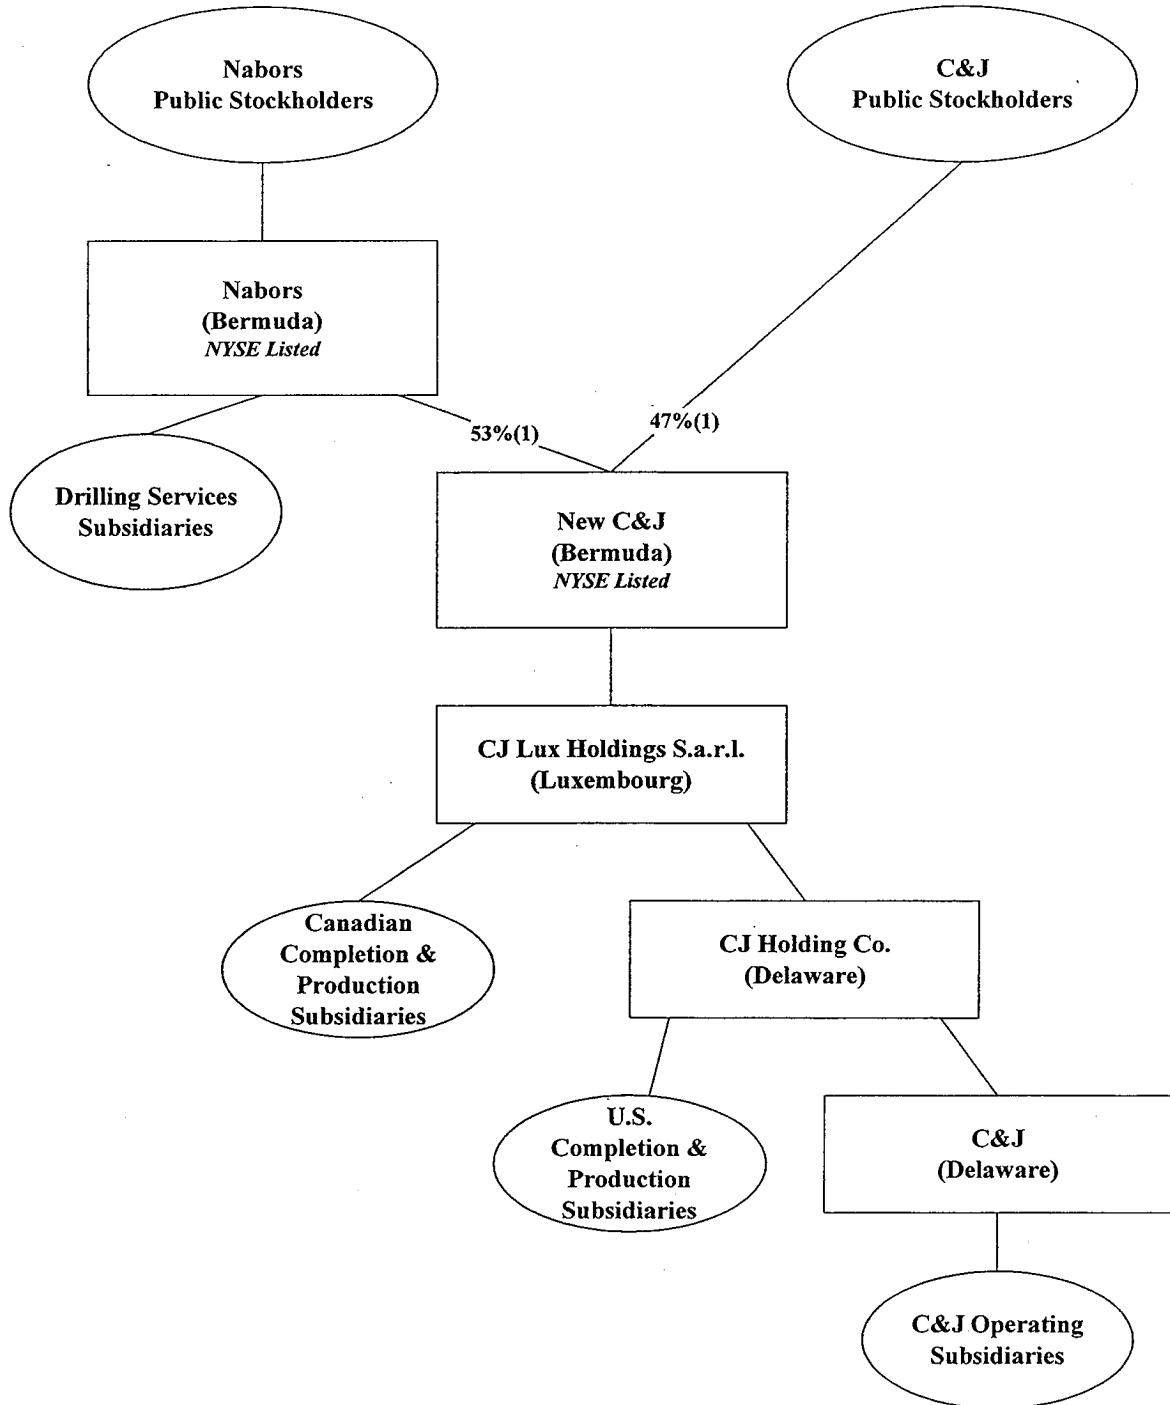 Nabors
Public Stockholders
C&J
Public Stockholders
Nabors
(Bermuda)
NYSE Listed
53%(1)
47%(1)
Drilling Services
Subsidiaries
New C&J
(Bermuda)
NYSE Listed
CJ Lux Holdings S.a.r.l.
(Luxembourg)
Canadian
Completion &
Production
Subsidiaries
CJ Holding Co.
(Delaware)
U.S.
Completion &
Production
Subsidiaries
C&J
(Delaware)
C&J Operating
Subsidiaries